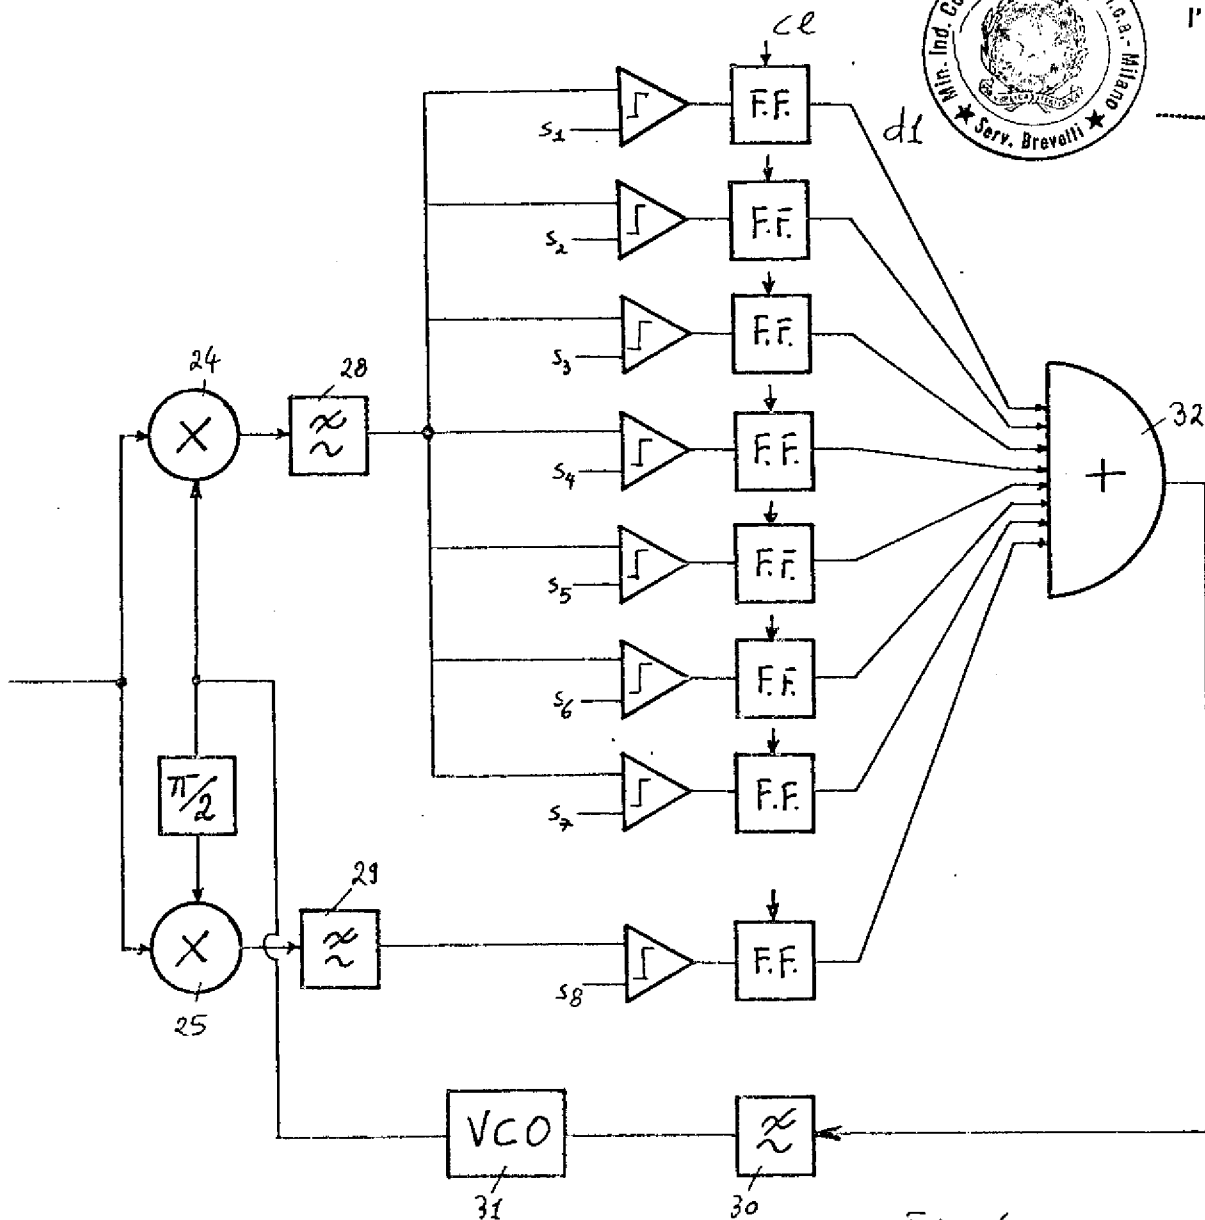 ce
Min. Ind.
Milano
★ Serv. Brevetti ★
d1
F.F.
S1
F.F.
S2
F.F.
S3
24
28
F.F.
S4
32
+
F.F.
S5
F.F.
S6
F.F.
S7
π/2
29
F.F.
S8
25
VCO
31
30